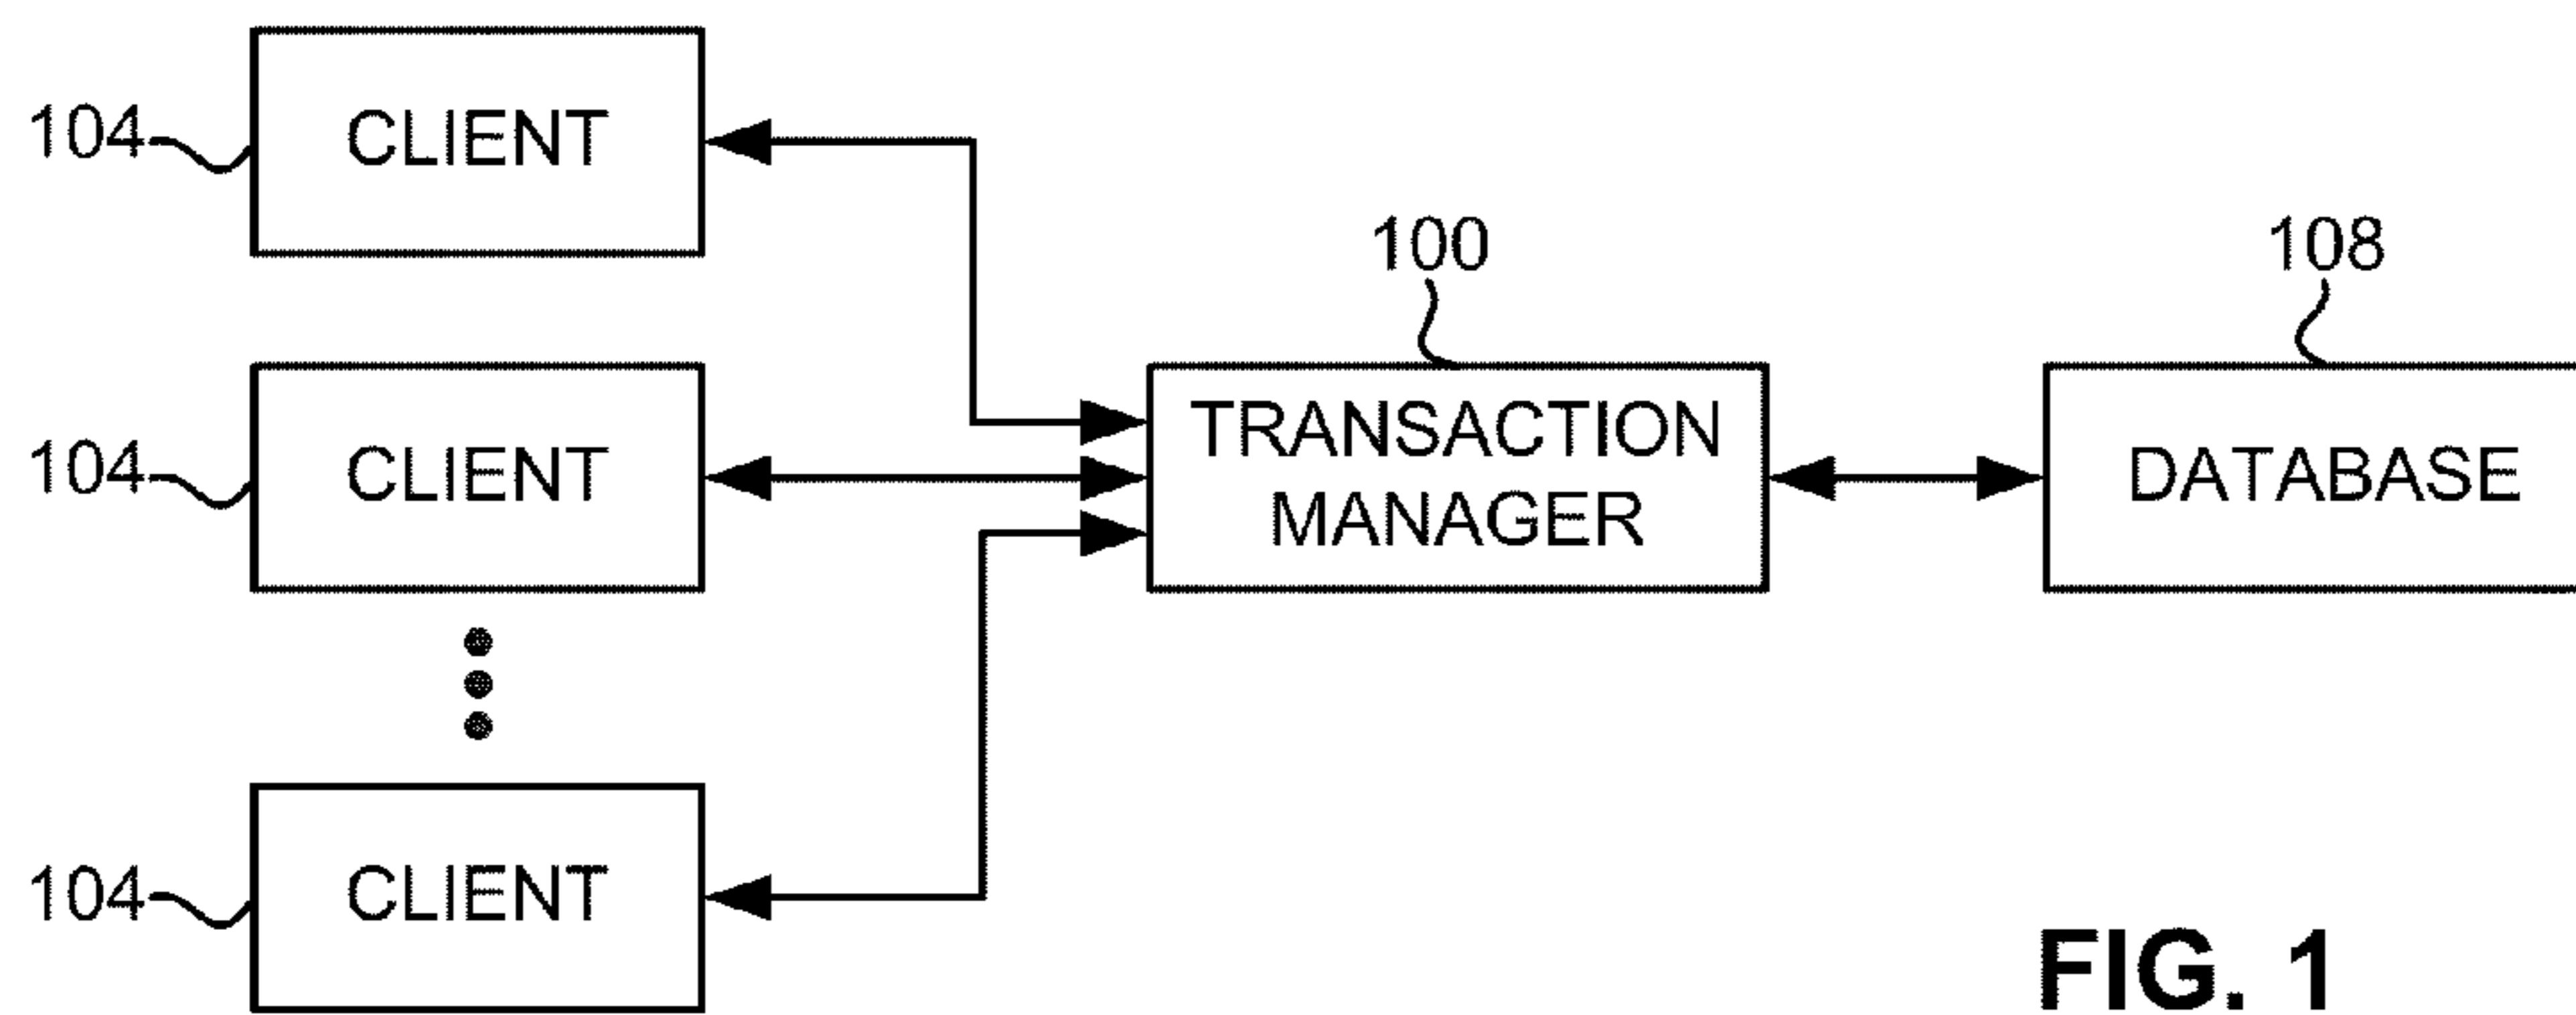 104
CLIENT
100
108
104
CLIENT
TRANSACTION
MANAGER
DATABASE
104
CLIENT
FIG. 1